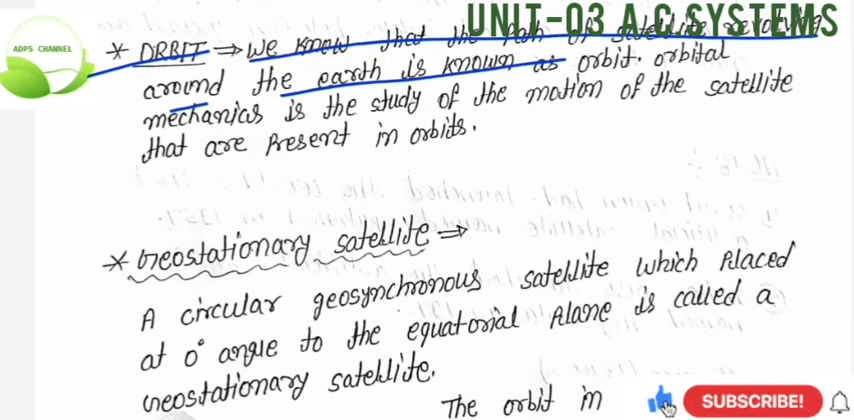 UNIT-03 A C SYSTEMS
ADPS CHANNEL
* ORBIT ⇒ we know that the path of satellite revolving
around the earth is known as orbit. orbital
mechanics is the study of the motion of the satellite
that are present in orbits.
* Geostationary satellite ⇒
A circular geosynchronous satellite which placed
at 0° angle to the equatorial plane is called a
Geostationary satellite.
The orbit in
SUBSCRIBE!